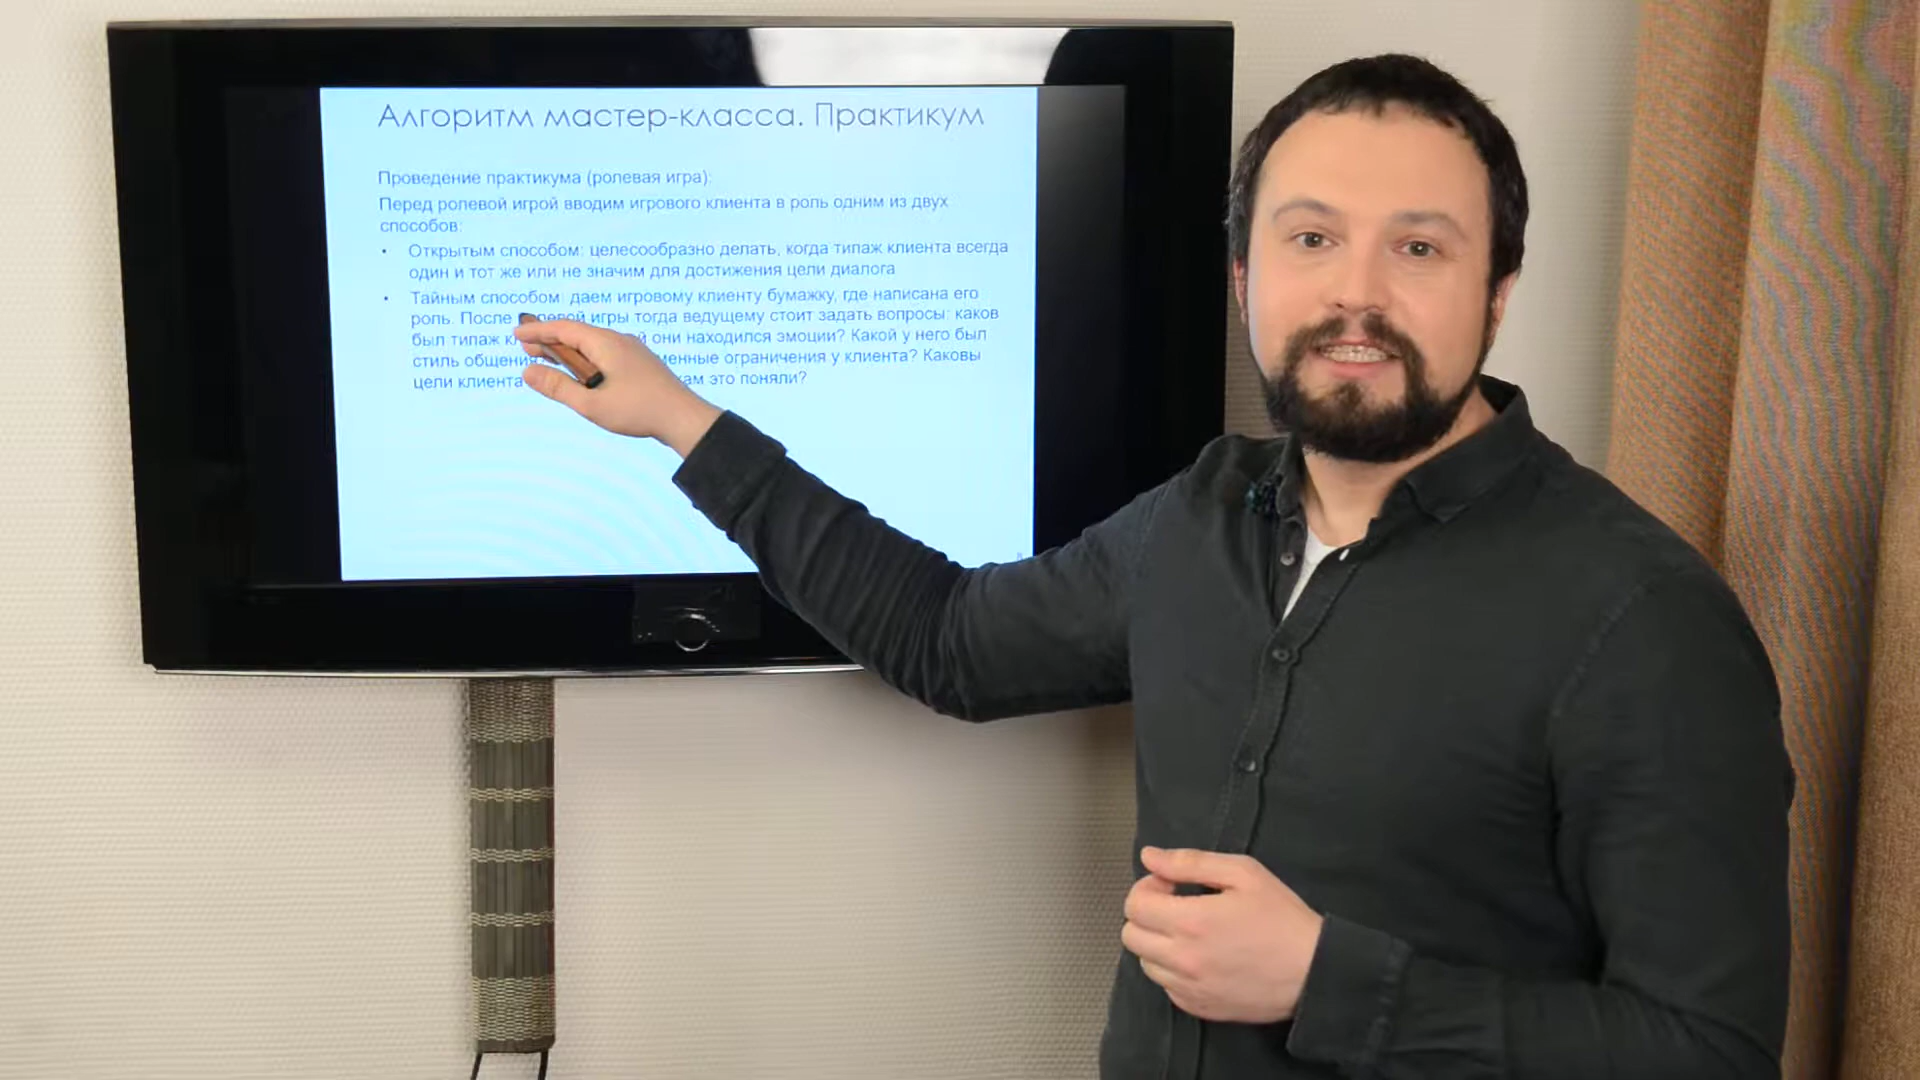 Алгоритм мастер-класса. Практикум
Проведение практикума (ролевая игра):
Перед ролевой игрой вводим игрового клиента в роль одним из двух
способов:
• Открытым способом: целесообразно делать, когда типаж клиента всегда
один и тот же или не значим для достижения цели диалога
• Тайным способом: даем игровому клиенту бумажку, где написана его
роль. После ролевой игры тогда ведущему стоит задать вопросы: каков
был типаж они находился эмоции? Какой у него был
стиль общения ограничения у клиента? Каковы
цели клиента это поняли?